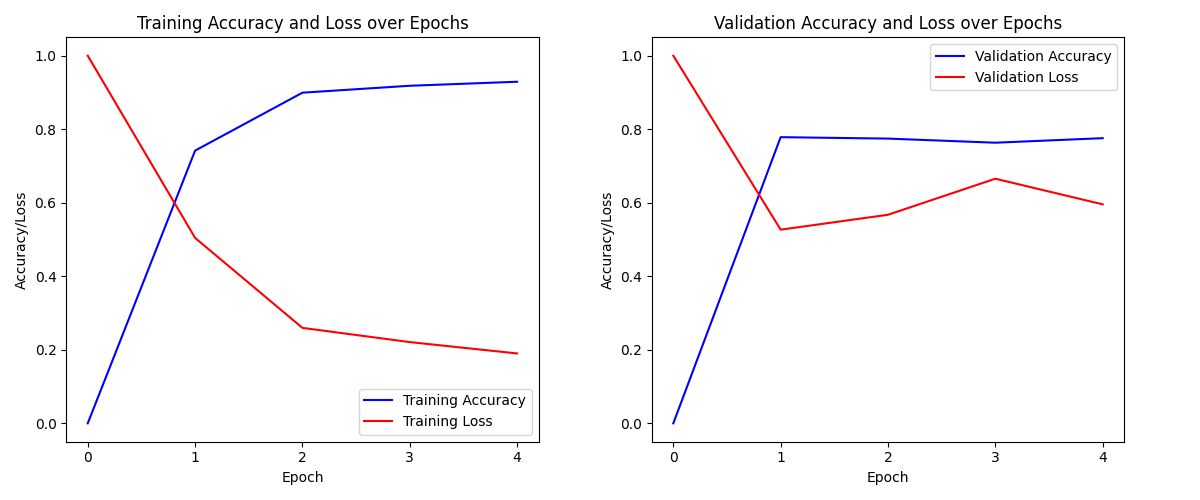 Training Accuracy and Loss over Epochs
1.0
0.8
0.6
0.4
0.2
0.0
Accuracy/Loss
0 1 2 3 4
Epoch
Training Accuracy
Training Loss
Validation Accuracy and Loss over Epochs
1.0
0.8
0.6
0.4
0.2
0.0
Accuracy/Loss
0 1 2 3 4
Epoch
Validation Accuracy
Validation Loss